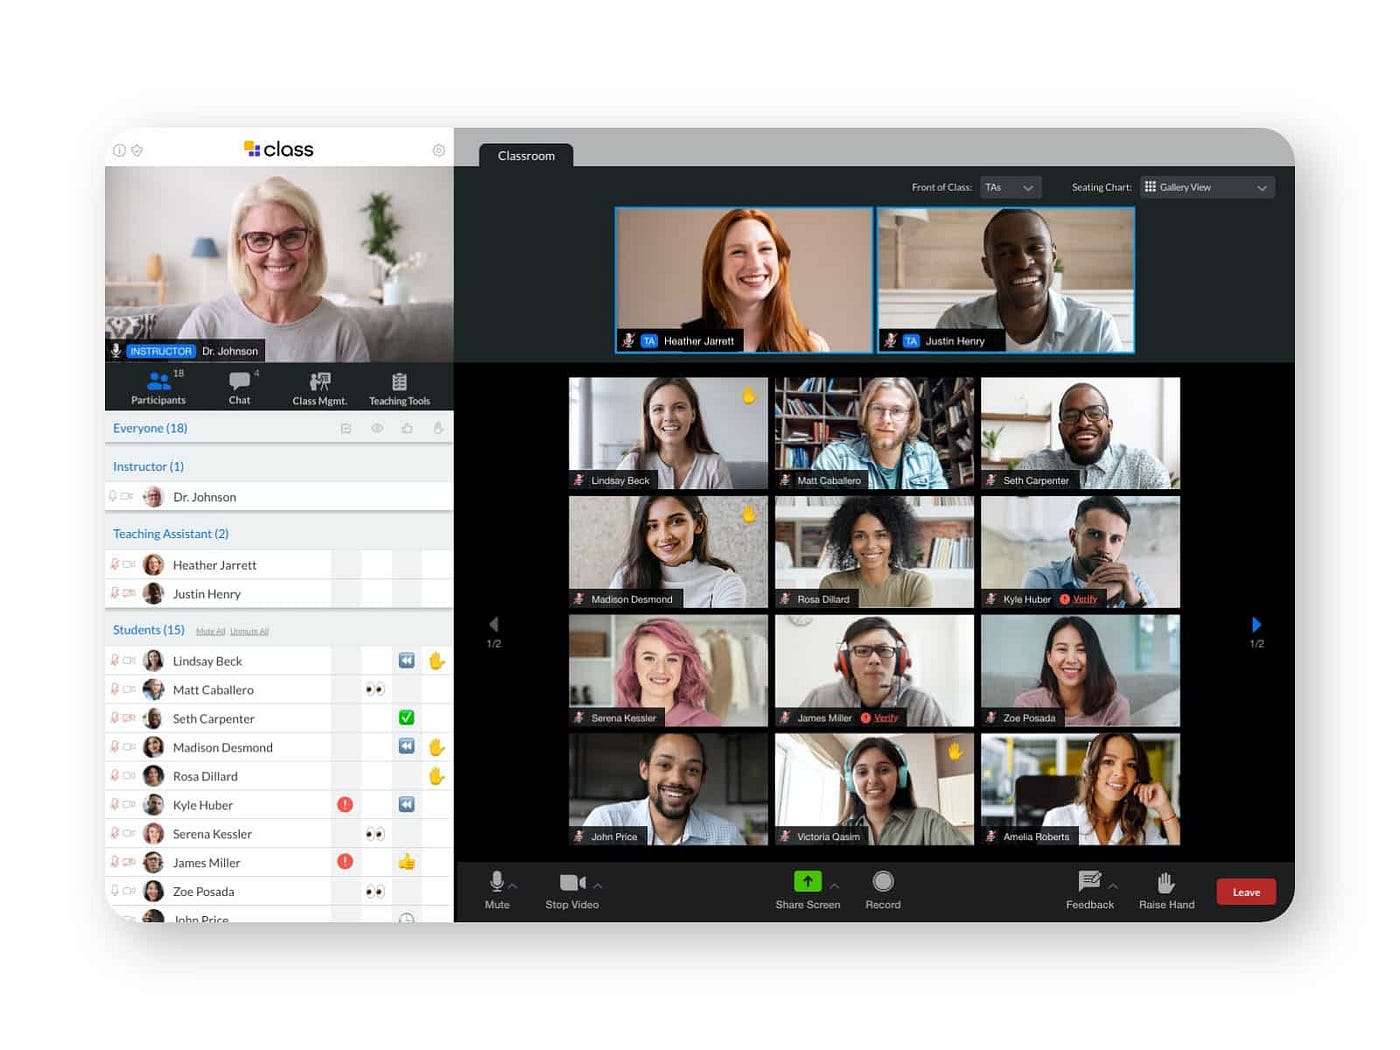 class
INSTRUCTOR Dr. Johnson
18
Participants
4
Chat
Class Mgmt.
Teaching Tools
Everyone (18)
Instructor (1)
Dr. Johnson
Teaching Assistant (2)
Heather Jarrett
Justin Henry
Students (15) Mute All Unmute All
Lindsay Beck
Matt Caballero
Seth Carpenter
Madison Desmond
Rosa Dillard
Kyle Huber
Serena Kessler
James Miller
Zoe Posada
John Price
Classroom
Front of Class: TAs Seating Chart: Gallery View
TA Heather Jarrett
TA Justin Henry
Lindsay Beck
Matt Caballero
Seth Carpenter
Madison Desmond
Rosa Dillard
Kyle Huber Verify
1/2
1/2
Serena Kessler
James Miller Verify
Zoe Posada
John Price
Victoria Qasim
Amelia Roberts
Mute
Stop Video
Share Screen
Record
Feedback
Raise Hand
Leave